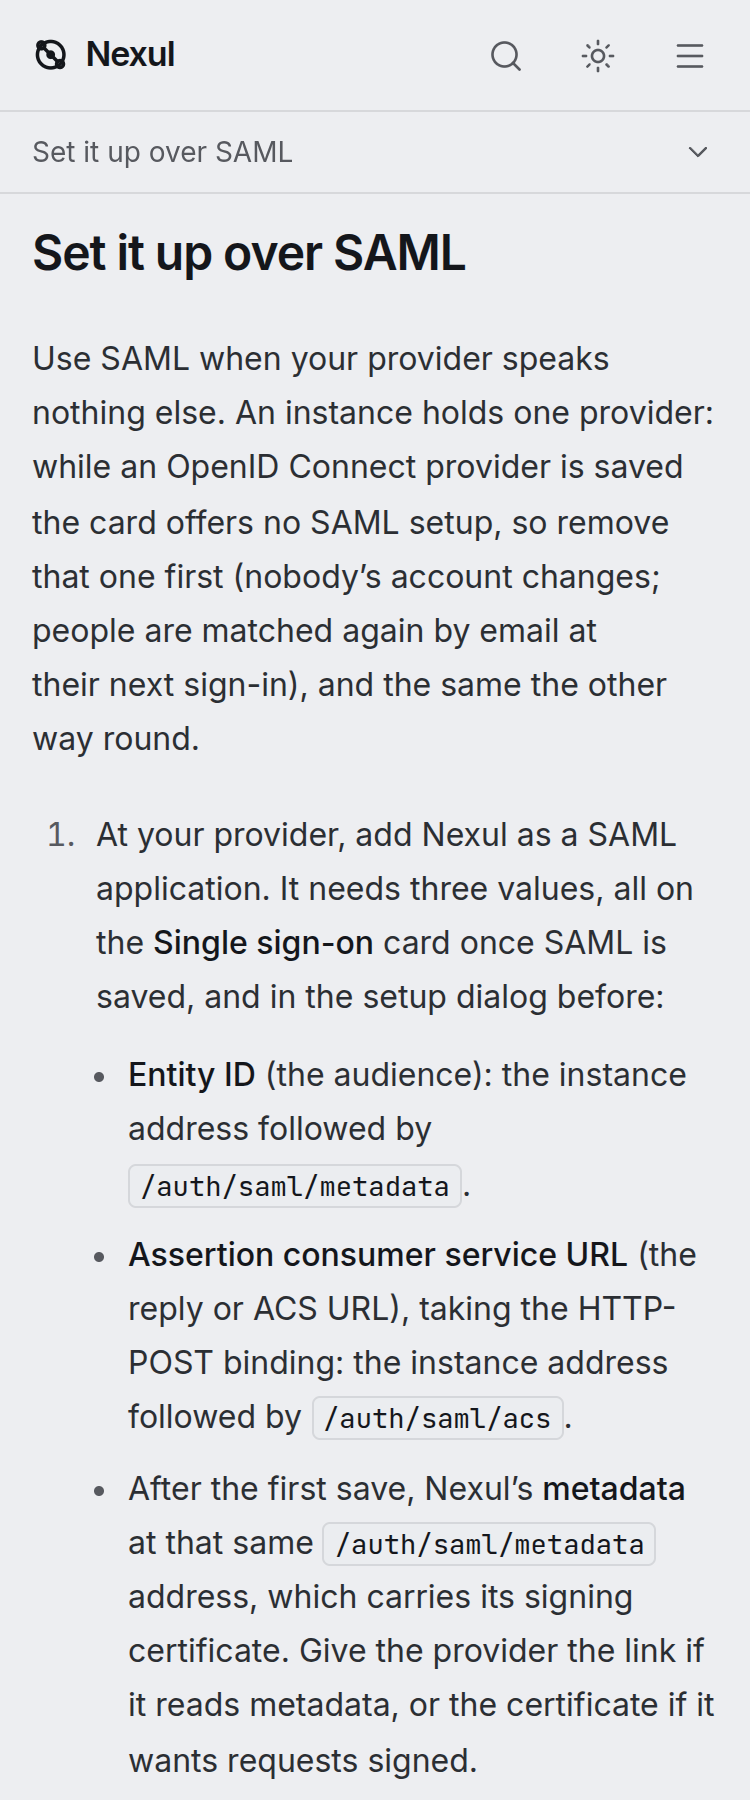 Nexul
Set it up over SAML
Set it up over SAML
Use SAML when your provider speaks
nothing else. An instance holds one provider:
while an OpenID Connect provider is saved
the card offers no SAML setup, so remove
that one first (nobody’s account changes;
people are matched again by email at
their next sign-in), and the same the other
way round.
1. At your provider, add Nexul as a SAML
application. It needs three values, all on
the Single sign-on card once SAML is
saved, and in the setup dialog before:
• Entity ID (the audience): the instance
address followed by
/auth/saml/metadata.
• Assertion consumer service URL (the
reply or ACS URL), taking the HTTP-
POST binding: the instance address
followed by /auth/saml/acs.
• After the first save, Nexul’s metadata
at that same /auth/saml/metadata
address, which carries its signing
certificate. Give the provider the link if
it reads metadata, or the certificate if it
wants requests signed.